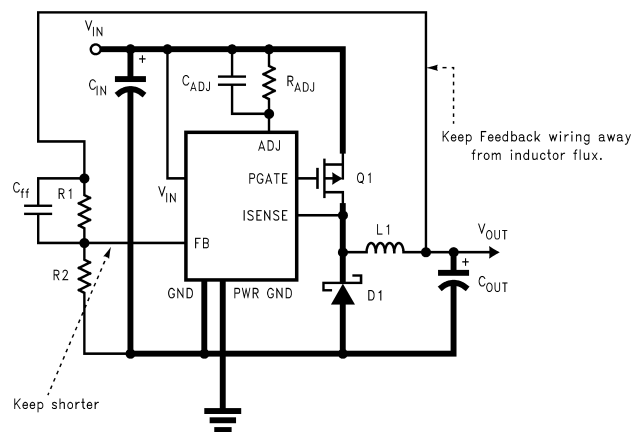 VIN
+
CIN
CADJ
RADJ
Keep Feedback wiring away
from inductor flux.
ADJ
PGATE
Q1
VIN
Cff
R1
ISENSE
L1
VOUT
FB
+
COUT
R2
GND
PWR GND
D1
Keep shorter